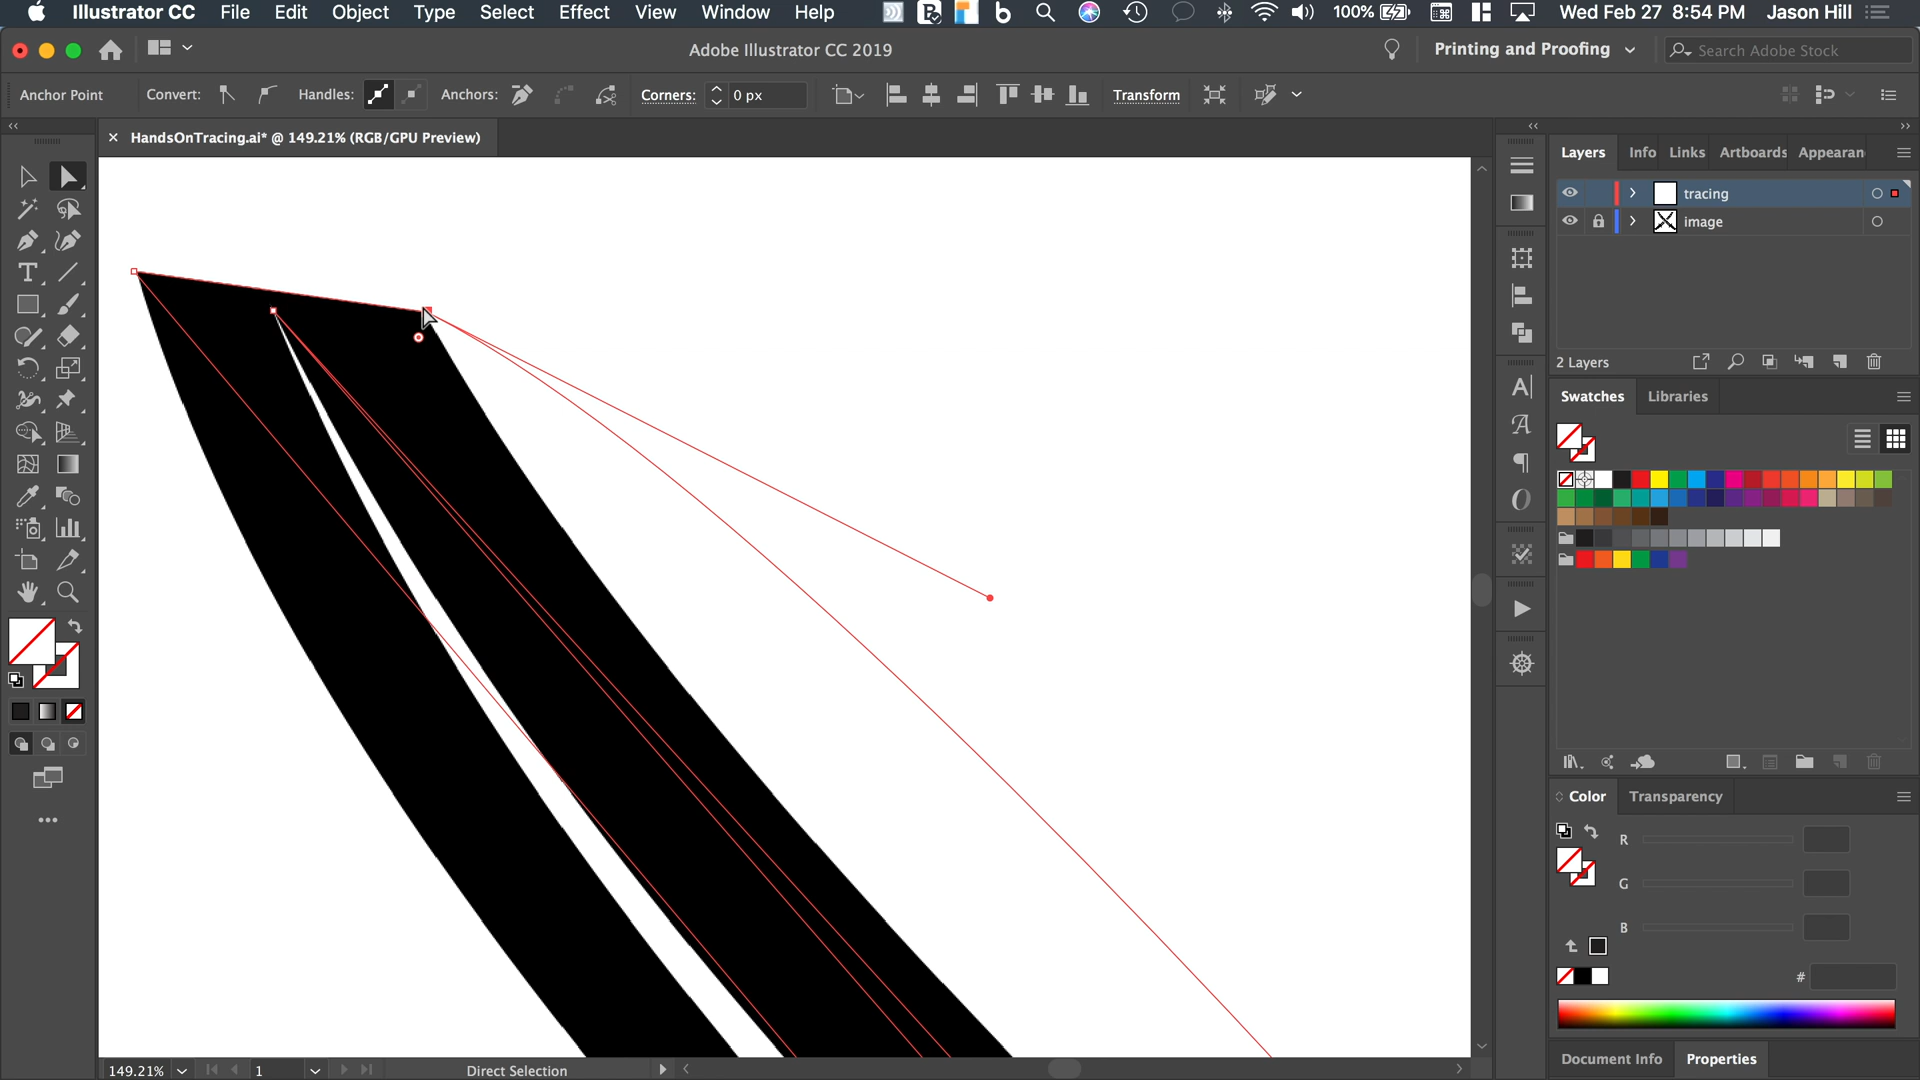 Illustrator CC File Edit Object Type Select Effect View Window Help 100% Wed Feb 27 8:54 PM Jason Hill
Adobe Illustrator CC 2019 Printing and Proofing Search Adobe Stock
Anchor Point Convert: Handles: Anchors: Corners: 0 px Transform
HandsOnTracing.ai* @ 149.21% (RGB/GPU Preview)
Layers Info Links Artboards Appearan
tracing
image
2 Layers
Swatches Libraries
Color Transparency
R
G
B
#
Document Info Properties
149.21% 1 Direct Selection